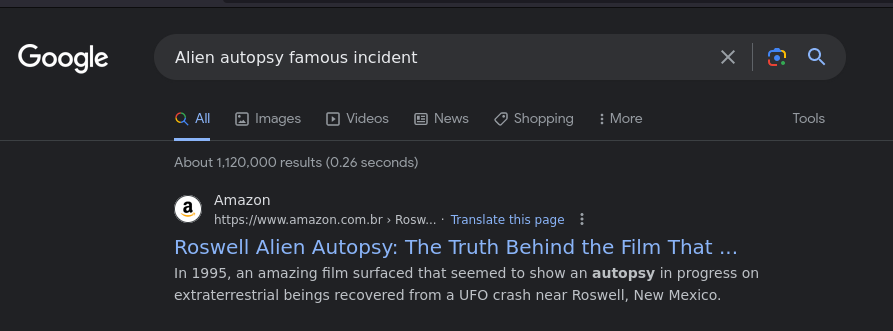 Google
Alien autopsy famous incident
All Images Videos News Shopping More Tools
About 1,120,000 results (0.26 seconds)
a
Amazon
https://www.amazon.com.br › Rosw... · Translate this page
Roswell Alien Autopsy: The Truth Behind the Film That ...
In 1995, an amazing film surfaced that seemed to show an autopsy in progress on
extraterrestrial beings recovered from a UFO crash near Roswell, New Mexico.